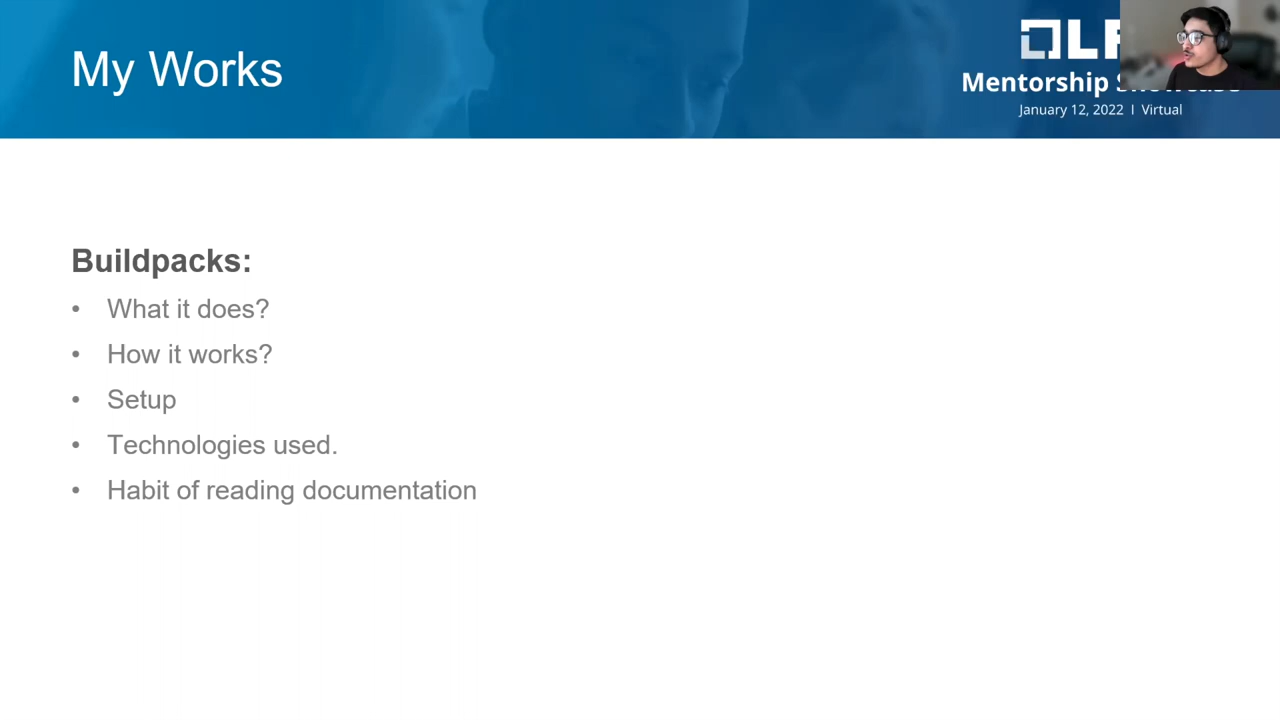 My Works
LF
Mentorship
January 12, 2022 | Virtual
Buildpacks:
• What it does?
• How it works?
• Setup
• Technologies used.
• Habit of reading documentation